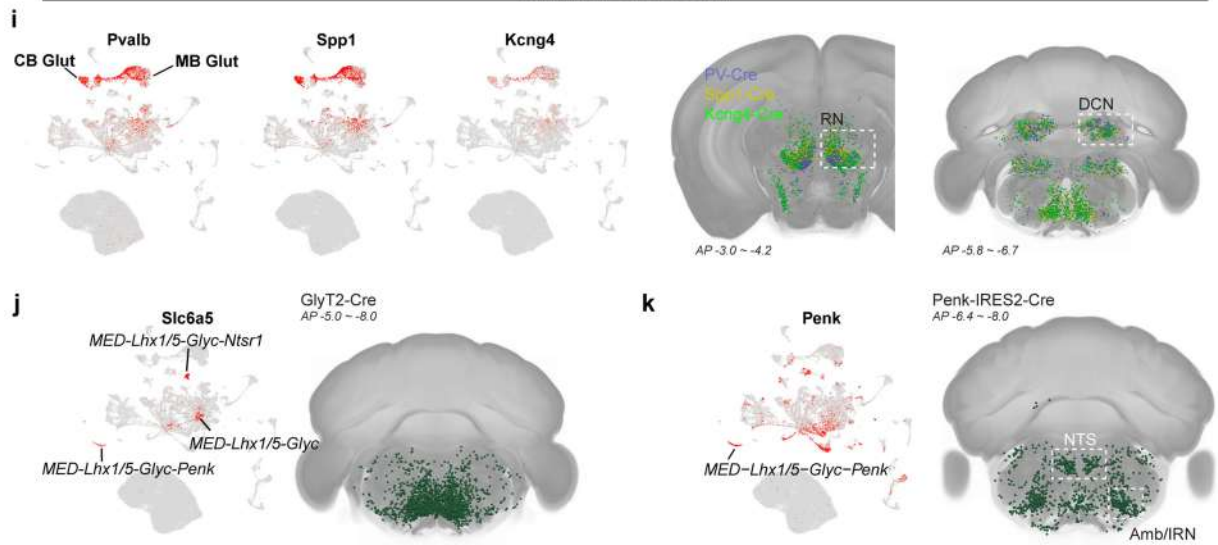 i
Pvalb
Spp1
Kcng4
CB Glut
MB Glut
PV-Cre
Spp1-Cre
Kcng4-Cre
RN
DCN
AP -3.0 ~ -4.2
AP -5.8 ~ -6.7
j
Slc6a5
MED-Lhx1/5-Glyc-Ntsr1
MED-Lhx1/5-Glyc
MED-Lhx1/5-Glyc-Penk
GlyT2-Cre
AP -5.0 ~ -8.0
k
Penk
MED−Lhx1/5−Glyc−Penk
Penk-IRES2-Cre
AP -6.4 ~ -8.0
NTS
Amb/IRN